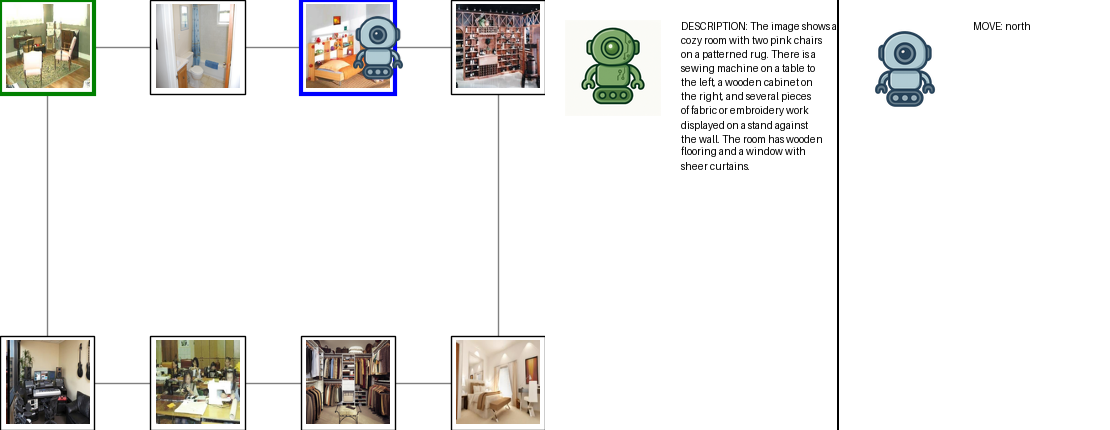 DESCRIPTION: The image shows a
cozy room with two pink chairs
on a patterned rug. There is a
sewing machine on a table to
the left, a wooden cabinet on
the right, and several pieces
of fabric or embroidery work
displayed on a stand against
the wall. The room has wooden
flooring and a window with
sheer curtains.
MOVE: north